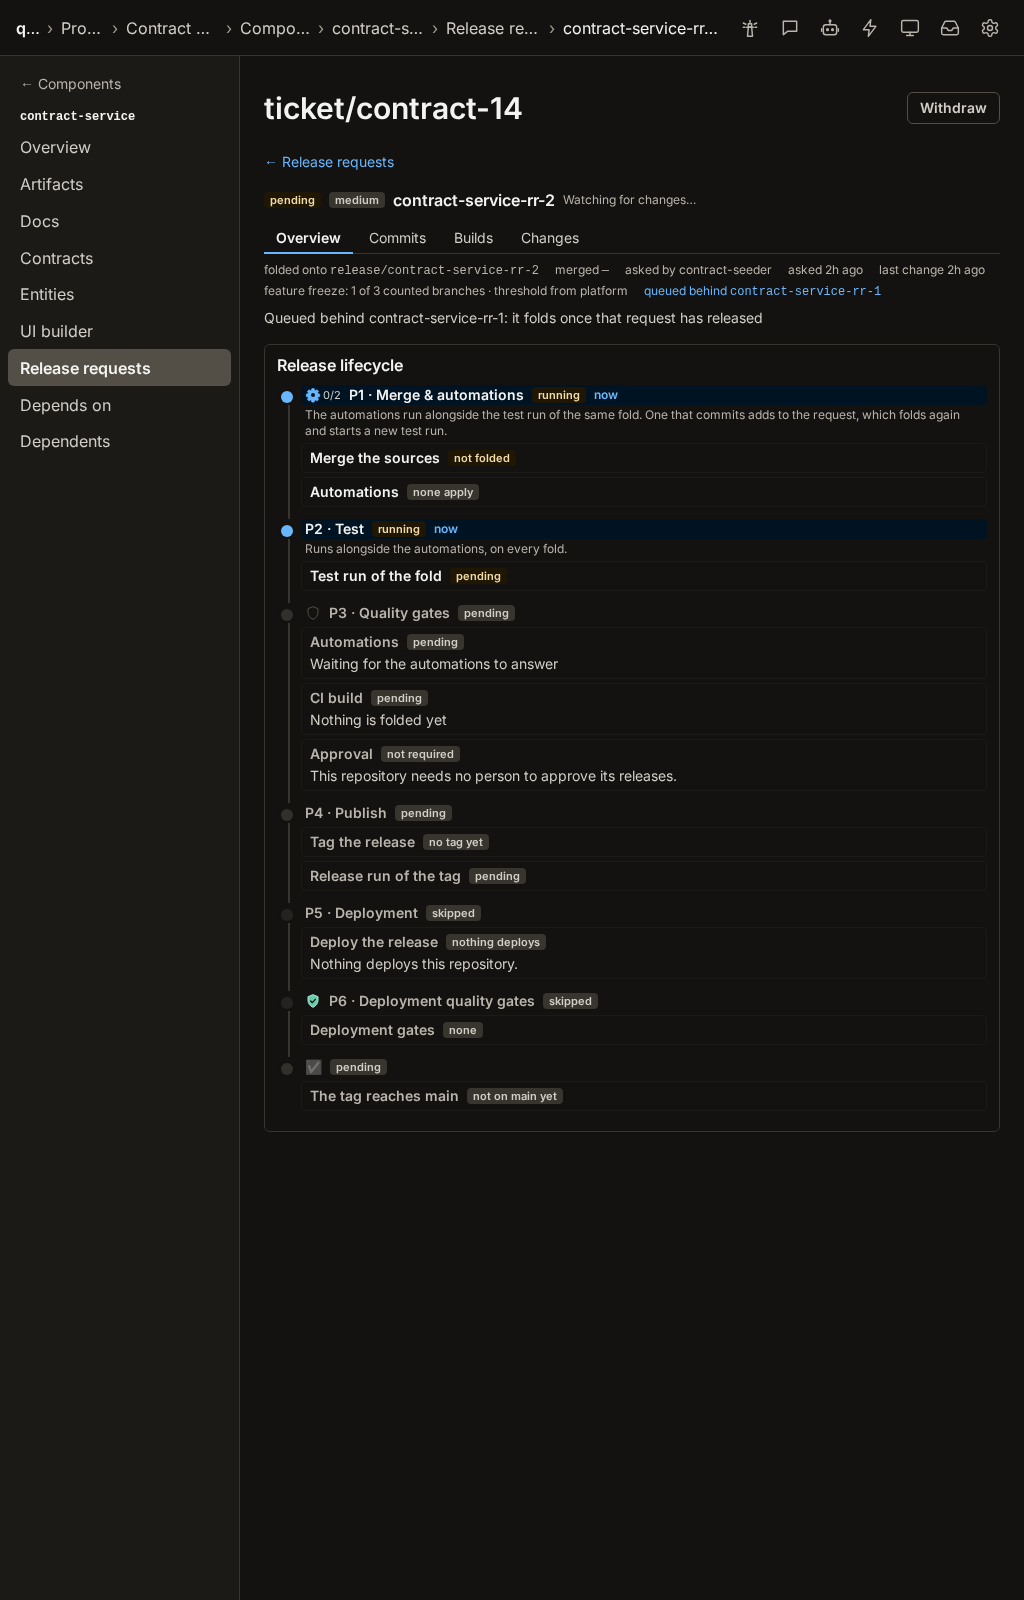 q... › Pro... › Contract ... › Compo... › contract-s... › Release re... › contract-service-rr...
← Components
contract-service
Overview
Artifacts
Docs
Contracts
Entities
UI builder
Release requests
Depends on
Dependents
ticket/contract-14
Withdraw
← Release requests
pending medium contract-service-rr-2 Watching for changes...
Overview Commits Builds Changes
folded onto release/contract-service-rr-2 merged — asked by contract-seeder asked 2h ago last change 2h ago
feature freeze: 1 of 3 counted branches · threshold from platform queued behind contract-service-rr-1
Queued behind contract-service-rr-1: it folds once that request has released
Release lifecycle
0/2 P1 · Merge & automations running now
The automations run alongside the test run of the same fold. One that commits adds to the request, which folds again
and starts a new test run.
Merge the sources not folded
Automations none apply
P2 · Test running now
Runs alongside the automations, on every fold.
Test run of the fold pending
P3 · Quality gates pending
Automations pending
Waiting for the automations to answer
CI build pending
Nothing is folded yet
Approval not required
This repository needs no person to approve its releases.
P4 · Publish pending
Tag the release no tag yet
Release run of the tag pending
P5 · Deployment skipped
Deploy the release nothing deploys
Nothing deploys this repository.
P6 · Deployment quality gates skipped
Deployment gates none
pending
The tag reaches main not on main yet